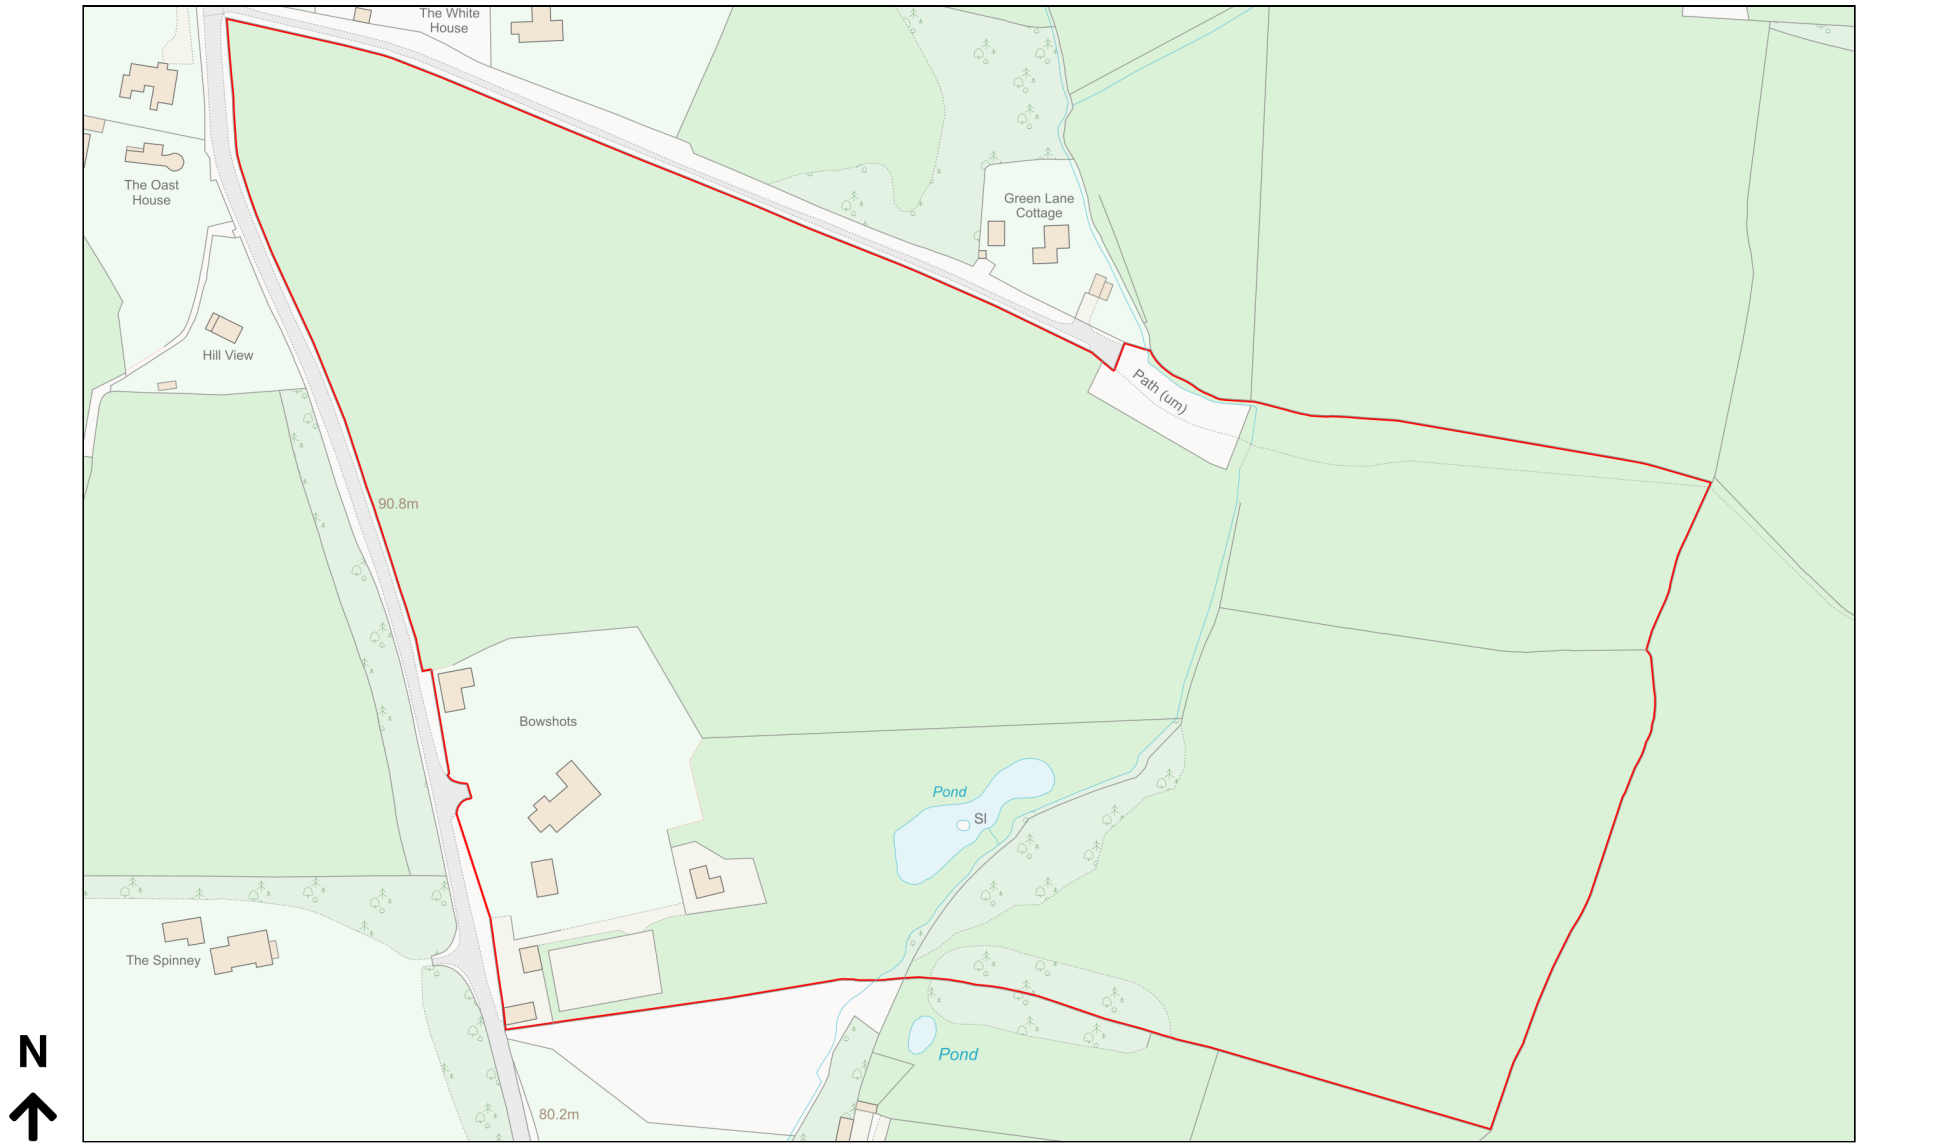 The White
House
The Oast
House
Green Lane
Cottage
Hill View
Path (um)
90.8m
Bowshots
Pond
Sl
The Spinney
N
Pond
80.2m